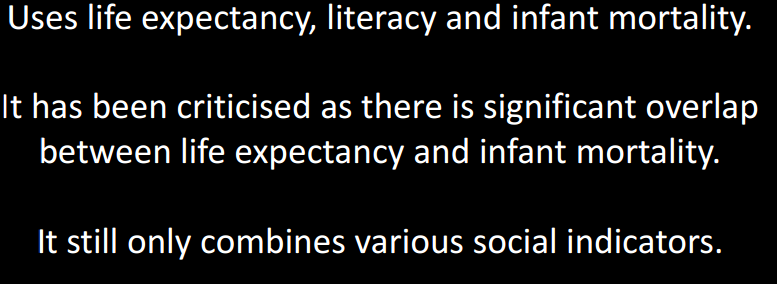 Uses life expectancy, literacy and infant mortality.
It has been criticised as there is significant overlap
between life expectancy and infant mortality.
It still only combines various social indicators.